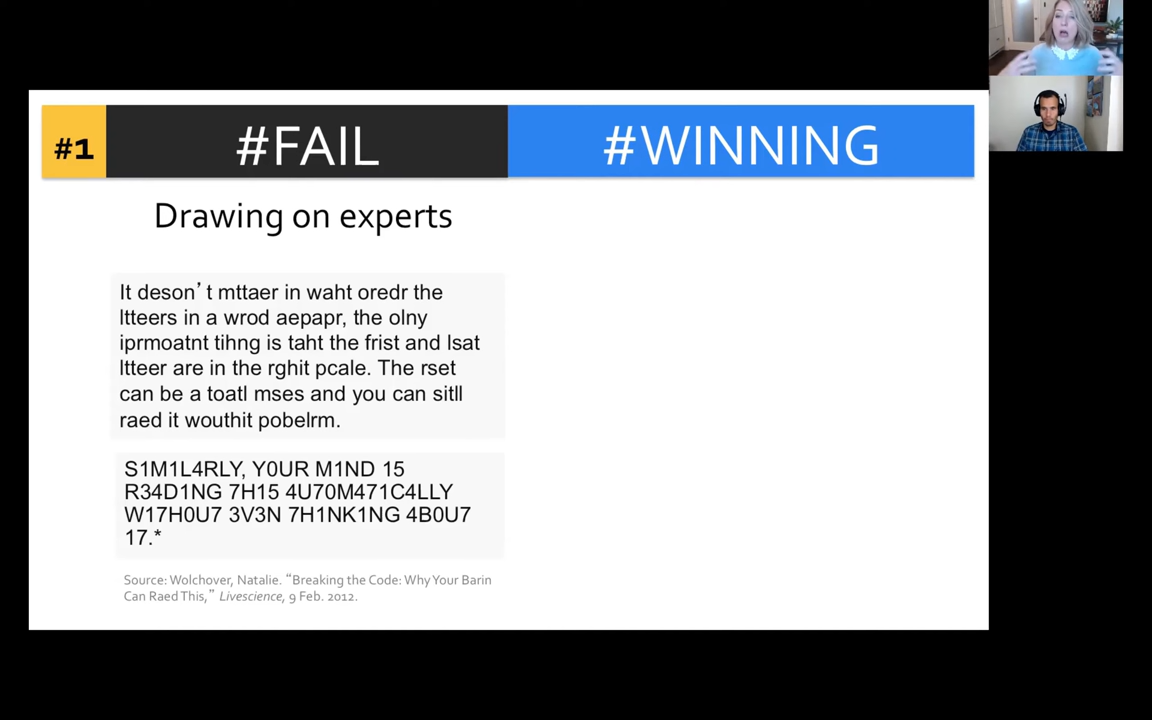 #1 #FAIL #WINNING
Drawing on experts
It deson’t mttaer in waht oredr the
ltteers in a wrod aepapr, the olny
iprmoatnt tihng is taht the frist and lsat
ltteer are in the rghit pcale. The rset
can be a toatl mses and you can sitll
raed it wouthit pobelrm.
S1M1L4RLY, Y0UR M1ND 15
R34D1NG 7H15 4U70M471C4LLY
W17H0U7 3V3N 7H1NK1NG 4B0U7
17.*
Source: Wolchover, Natalie. “Breaking the Code: Why Your Barin
Can Raed This,” Livescience, 9 Feb. 2012.